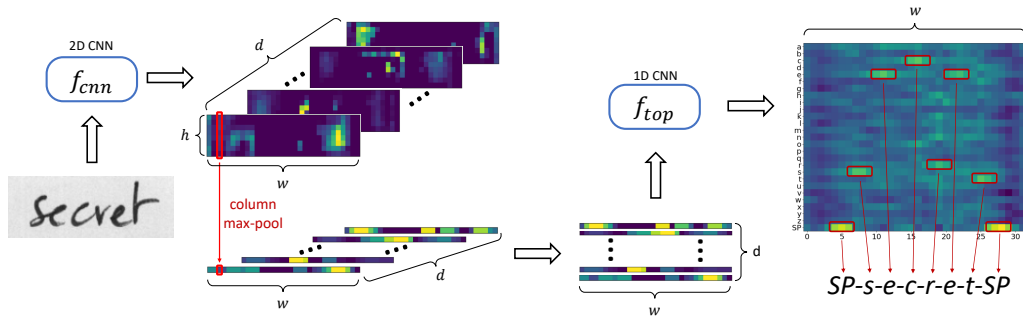 2D CNN
f_cnn
d
h
w
secret
column
max-pool
d
w
1D CNN
f_top
d
w
w
a
b
c
d
e
f
g
h
i
j
k
l
m
n
o
p
q
r
s
t
u
v
w
x
y
z
SP
0 5 10 15 20 25 30
SP-s-e-c-r-e-t-SP